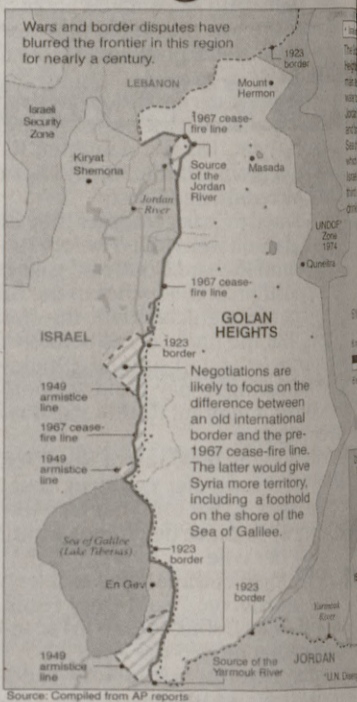 Wars and border disputes have
blurred the frontier in this region
for nearly a century.
1923
border
LEBANON
Mount
Hermon
Israeli
Security
Zone
1967 cease-
fire line
Kiryat
Shemona
Source
of the
Jordan
River
Masada
Jordan
River
Zone
1974
Quneitra
1967 cease-
fire line
GOLAN
HEIGHTS
ISRAEL
1923
border
Negotiations are
likely to focus on the
difference between
an old international
border and the pre-
1967 cease-fire line.
The latter would give
Syria more territory,
including a foothold
on the shore of the
Sea of Galilee.
1949
armistice
line
1967 cease-
fire line
1949
armistice
line
Sea of Galilee
(Lake Tiberias)
1923
border
En Gev
1923
border
Yarmouk
River
1949
armistice
line
Source of the
Yarmouk River
JORDAN
Source: Compiled from AP reports